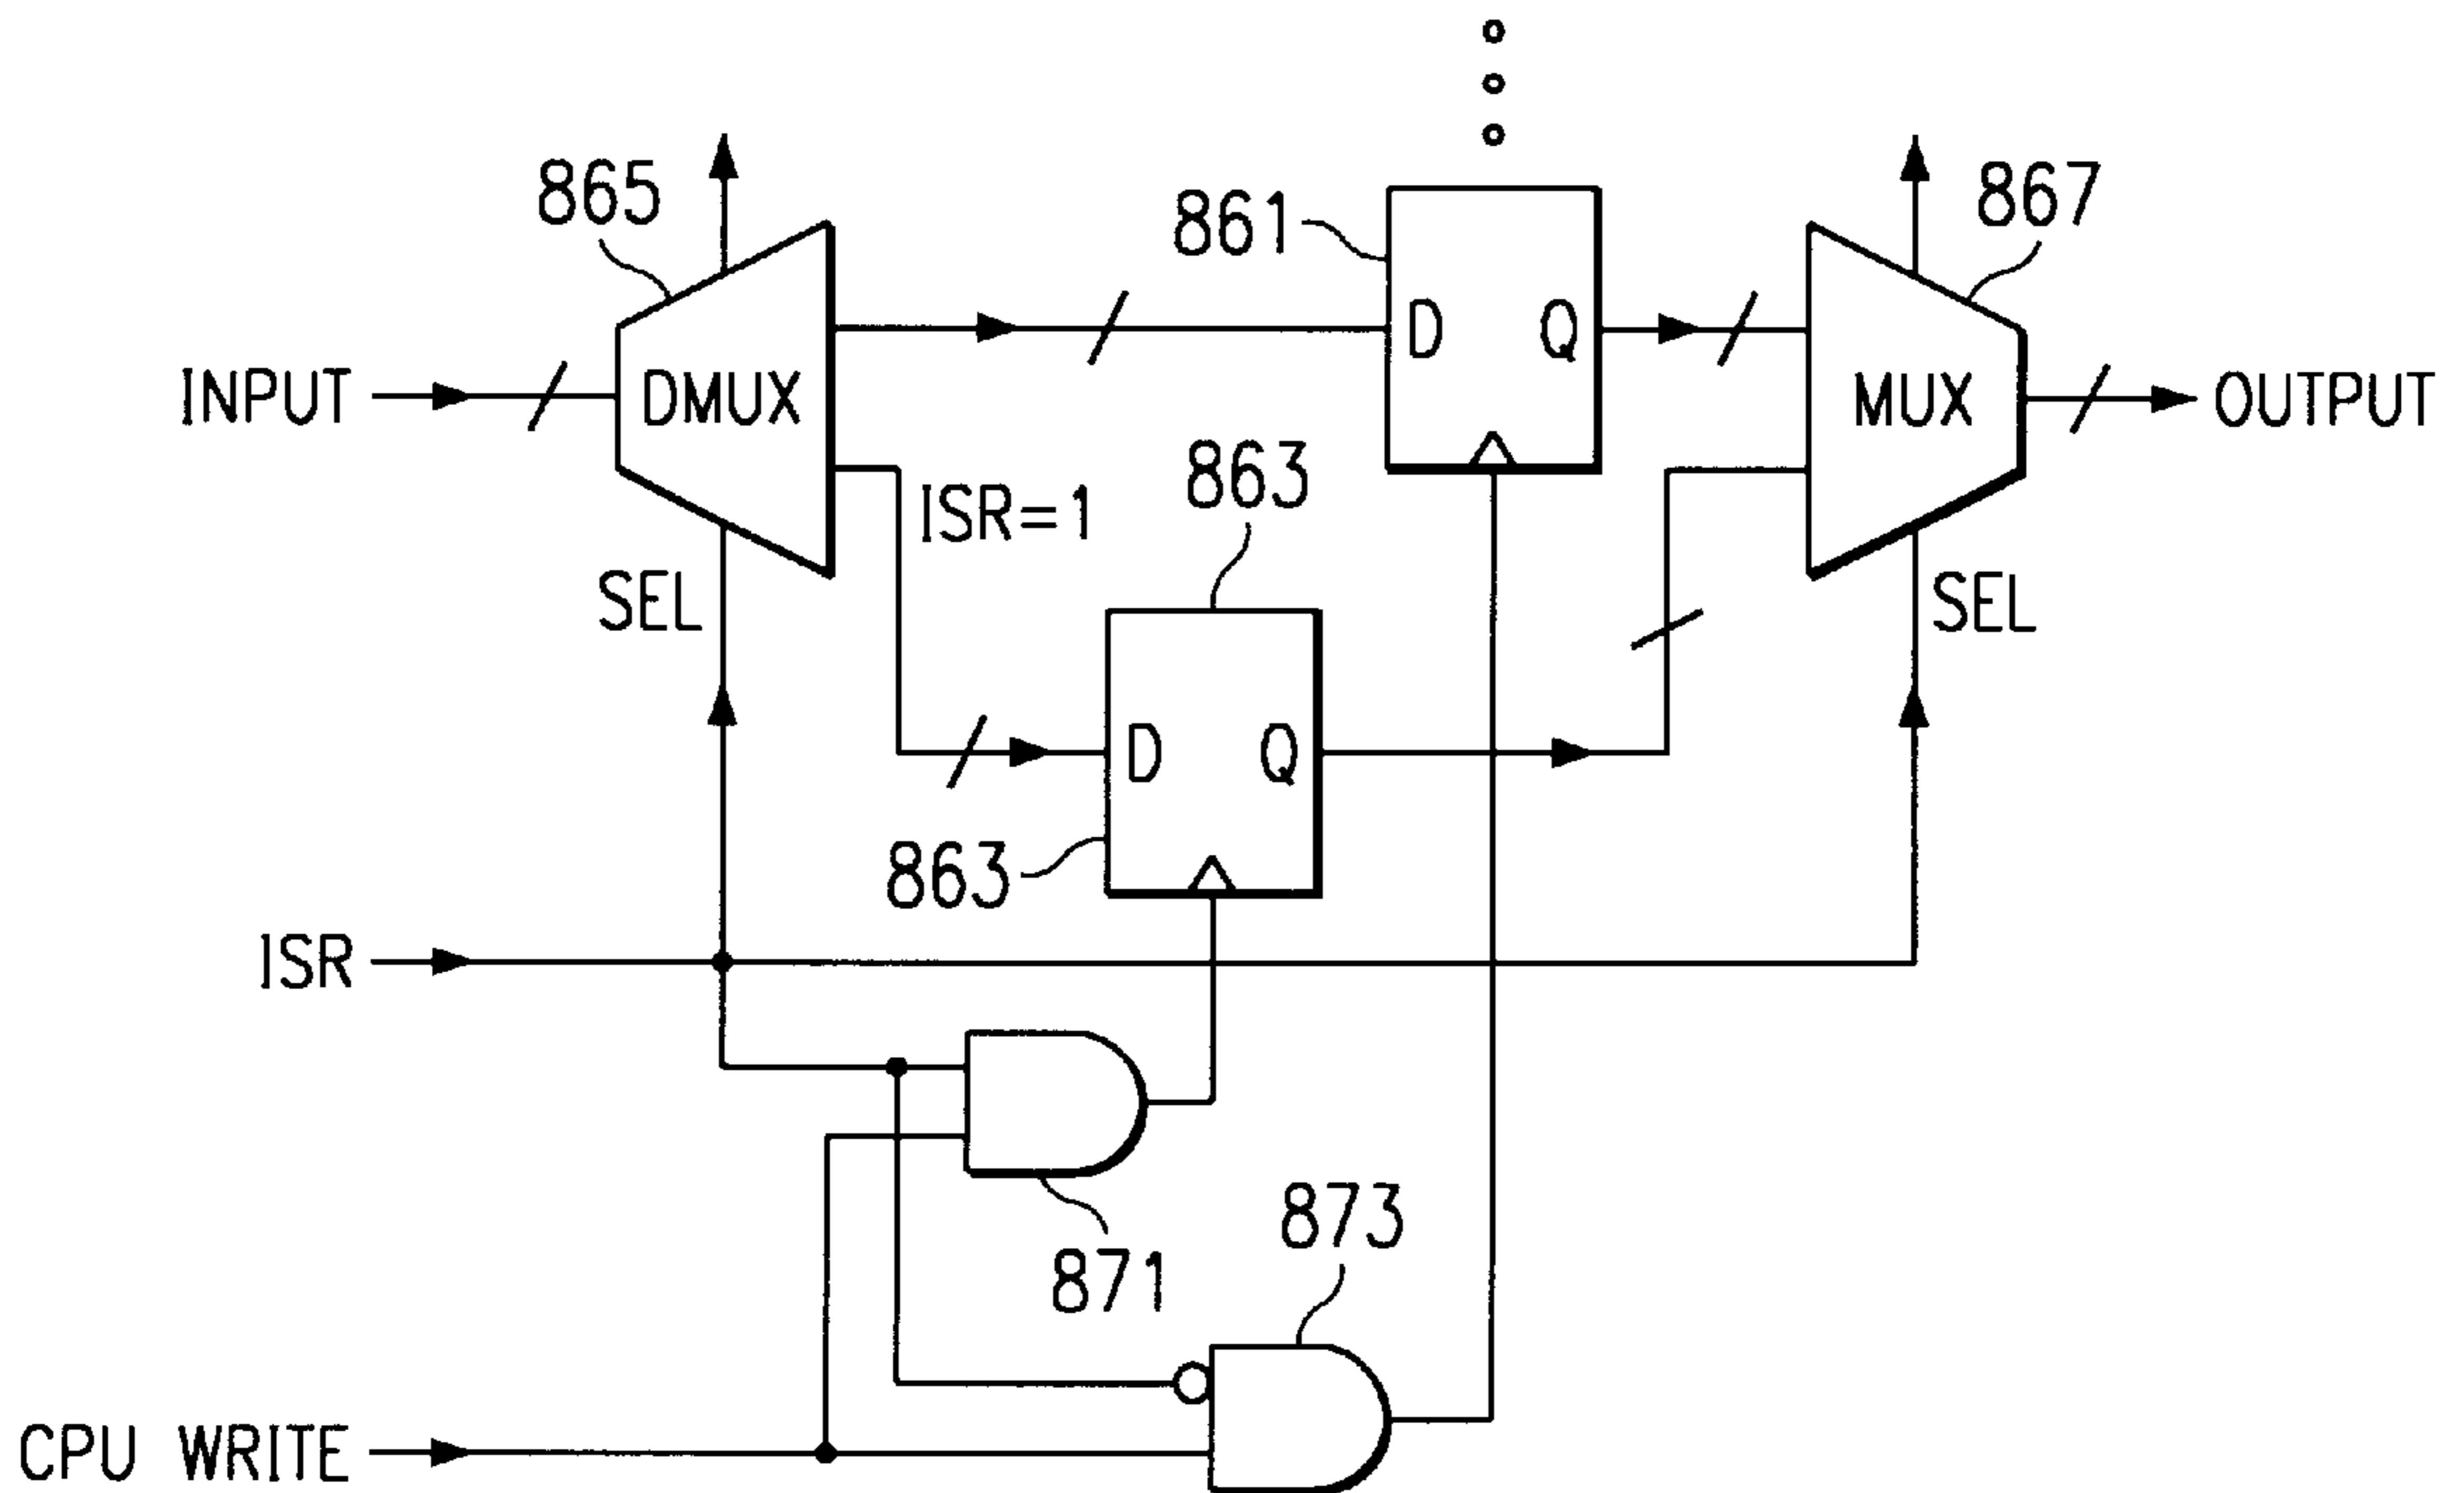 865
861
867
D Q
INPUT
DMUX
MUX
OUTPUT
863
ISR=1
SEL
SEL
D Q
863
ISR
871
873
CPU WRITE